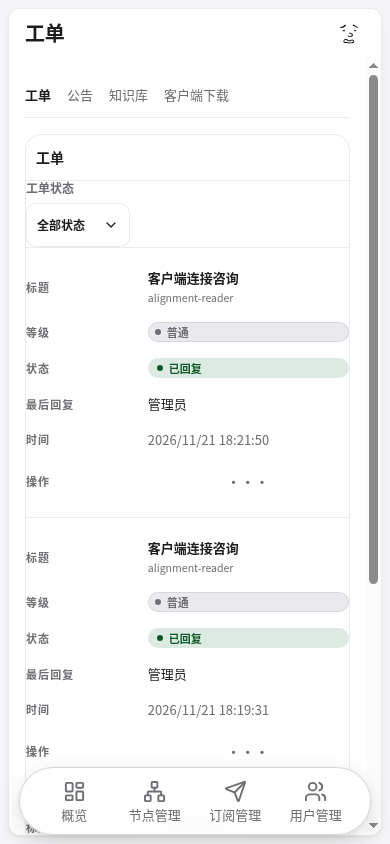 工单
工单 公告 知识库 客户端下载
工单
工单状态
全部状态
标题 客户端连接咨询
alignment-reader
等级 普通
状态 已回复
最后回复 管理员
时间 2026/11/21 18:21:50
操作
标题 客户端连接咨询
alignment-reader
等级 普通
状态 已回复
最后回复 管理员
时间 2026/11/21 18:19:31
操作
概览 节点管理 订阅管理 用户管理